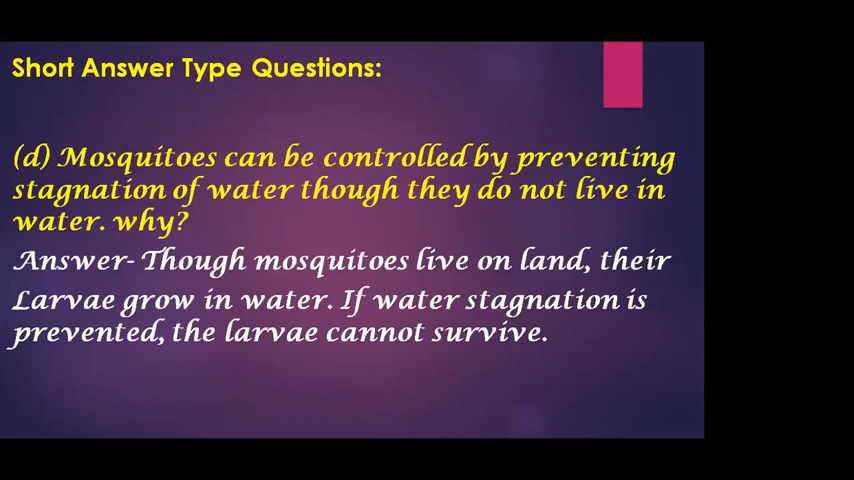 Short Answer Type Questions:
(d) Mosquitoes can be controlled by preventing
stagnation of water though they do not live in
water. why?
Answer- Though mosquitoes live on land, their
Larvae grow in water. If water stagnation is
prevented, the larvae cannot survive.